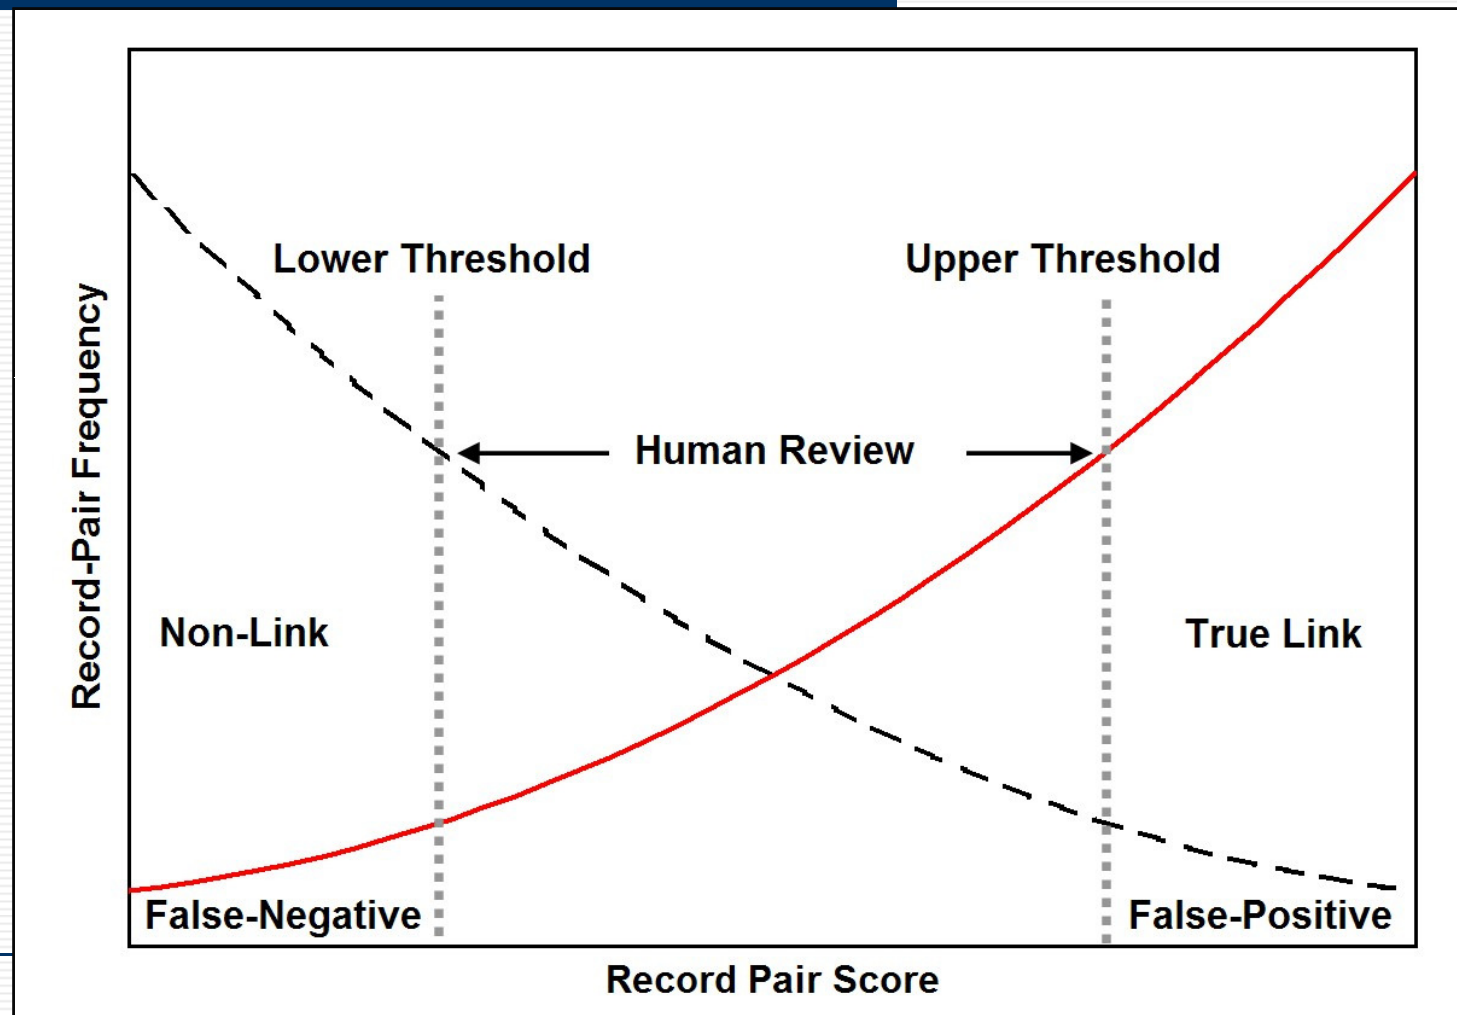 Lower Threshold
Upper Threshold
Human Review
Record-Pair Frequency
Non-Link
True Link
False-Negative
False-Positive
Record Pair Score